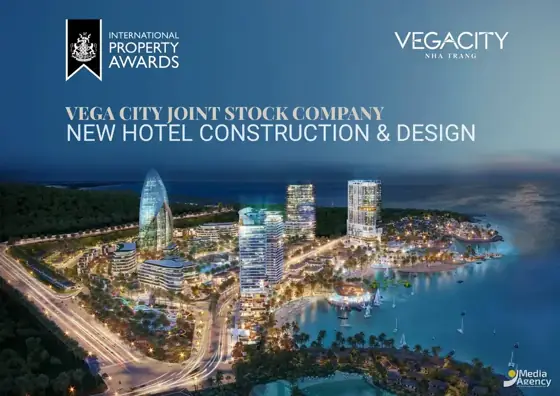 INTERNATIONAL
PROPERTY
AWARDS
VEGACITY
NHA TRANG
VEGA CITY JOINT STOCK COMPANY
NEW HOTEL CONSTRUCTION & DESIGN
Media
Agency